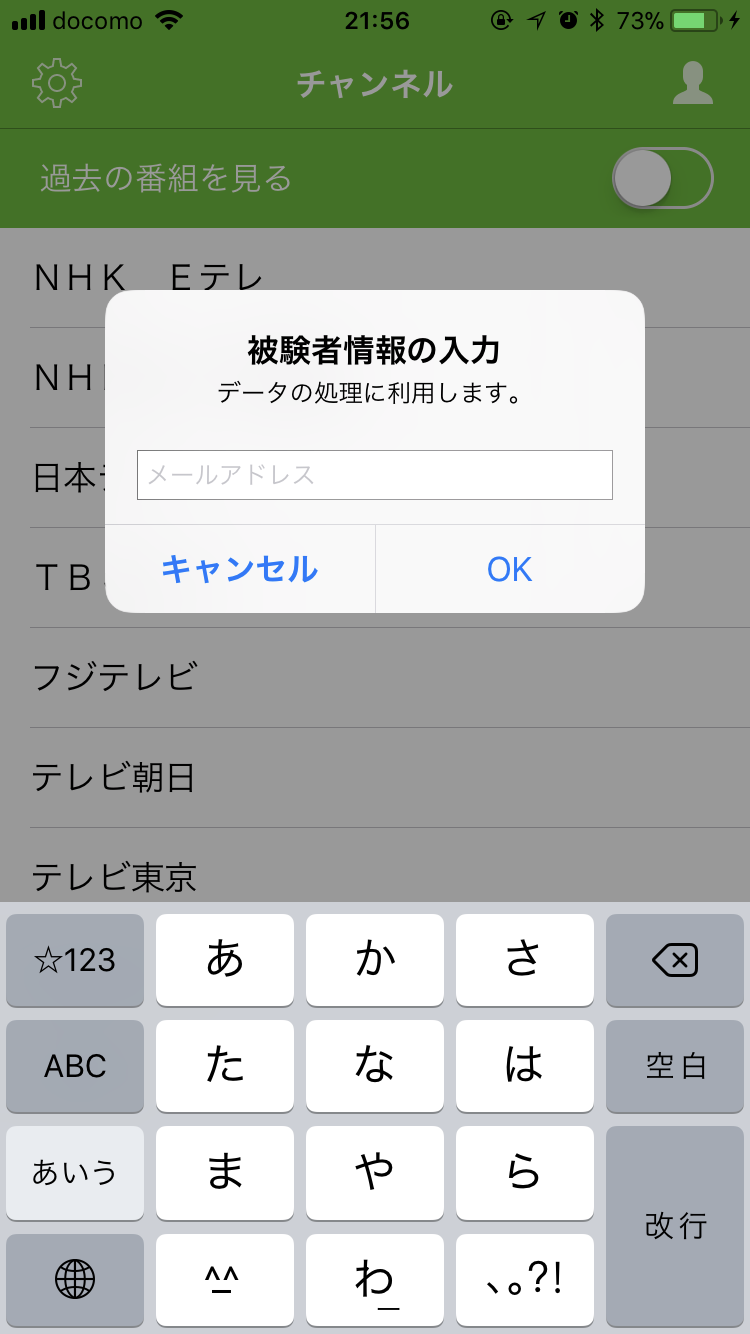 docomo 21:56 73%
チャンネル
過去の番組を見る
ＮＨＫ　Ｅテレ
被験者情報の入力
ＮＨ
データの処理に利用します。
日本
メールアドレス
ＴＢ
キャンセル OK
フジテレビ
テレビ朝日
テレビ東京
☆123 あ か さ
ABC た な は 空白
あいう ま や ら
改行
^^ わ 、。?!